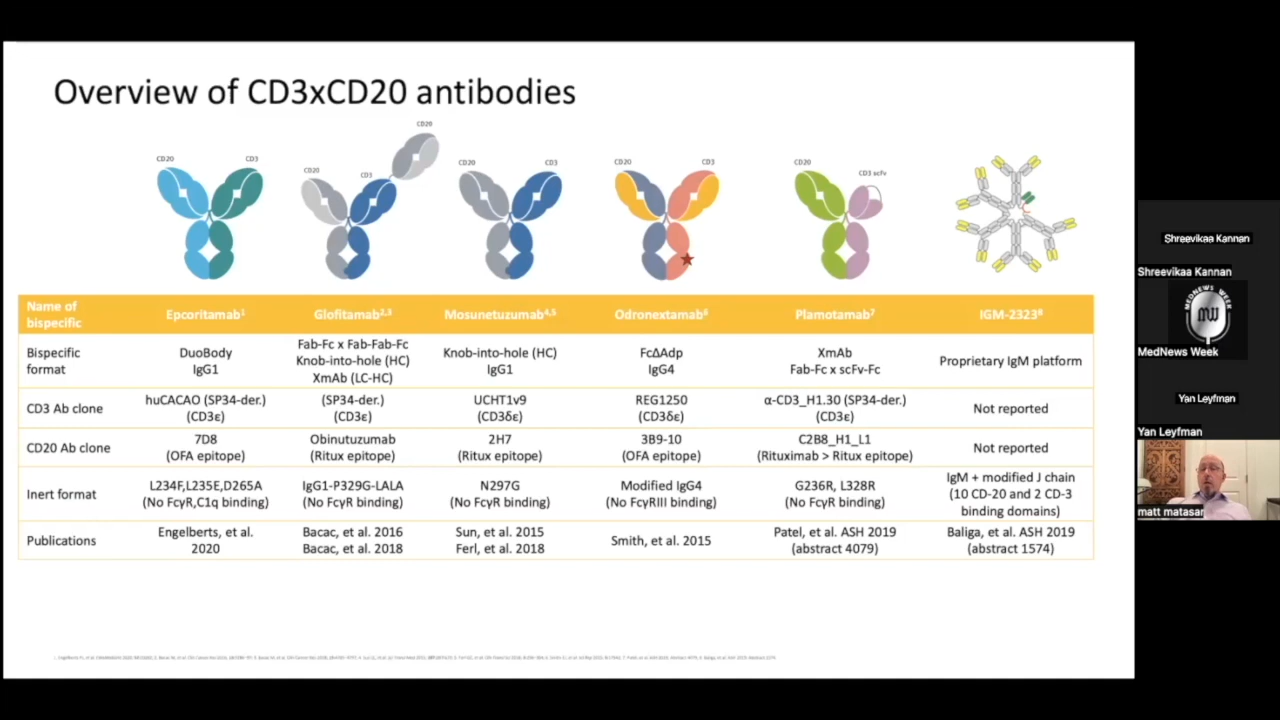 Overview of CD3xCD20 antibodies
CD20 CD3
CD20 CD3 CD20
CD20 CD3
CD20 CD3
CD20 CD3 scFv
Name of bispecific
Epcoritamab1
Glofitamab2,3
Mosunetuzumab4,5
Odronextamab6
Plamotamab7
IGM-23238
Bispecific format
DuoBody
IgG1
Fab-Fc x Fab-Fab-Fc
Knob-into-hole (HC)
XmAb (LC-HC)
Knob-into-hole (HC)
IgG1
FcΔAdp
IgG4
XmAb
Fab-Fc x scFv-Fc
Proprietary IgM platform
CD3 Ab clone
huCACAO (SP34-der.)
(CD3ε)
(SP34-der.)
(CD3ε)
UCHT1v9
(CD3δε)
REG1250
(CD3δε)
α-CD3_H1.30 (SP34-der.)
(CD3ε)
Not reported
CD20 Ab clone
7D8
(OFA epitope)
Obinutuzumab
(Ritux epitope)
2H7
(Ritux epitope)
3B9-10
(OFA epitope)
C2B8_H1_L1
(Rituximab > Ritux epitope)
Not reported
Inert format
L234F,L235E,D265A
(No FcγR,C1q binding)
IgG1-P329G-LALA
(No FcγR binding)
N297G
(No FcγR binding)
Modified IgG4
(No FcγRIII binding)
G236R, L328R
(No FcγR binding)
IgM + modified J chain
(10 CD-20 and 2 CD-3
binding domains)
Publications
Engelberts, et al.
2020
Bacac, et al. 2016
Bacac, et al. 2018
Sun, et al. 2015
Ferl, et al. 2018
Smith, et al. 2015
Patel, et al. ASH 2019
(abstract 4079)
Baliga, et al. ASH 2019
(abstract 1574)
Shreevikaa Kannan
Shreevikaa Kannan
MEDNEWS WEEK
MW
MedNews Week
Yan Leyfman
Yan Leyfman
matt matasar